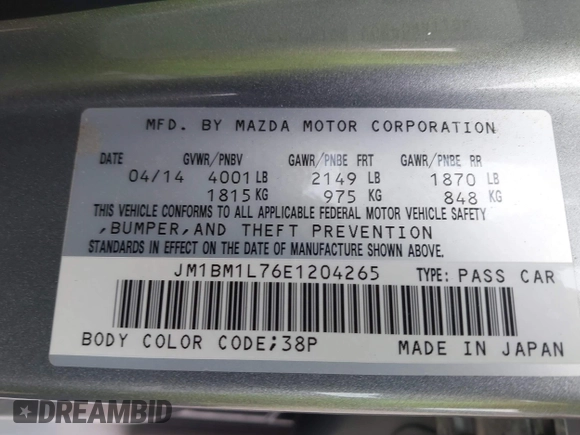 MFD. BY MAZDA MOTOR CORPORATION
DATE GVWR/PNBV GAWR/PNBE FRT GAWR/PNBE RR
04/14 4001 LB 2149 LB 1870 LB
1815 KG 975 KG 848 KG
THIS VEHICLE CONFORMS TO ALL APPLICABLE FEDERAL MOTOR VEHICLE SAFETY
,BUMPER,AND THEFT PREVENTION
STANDARDS IN EFFECT ON THE DATE OF MANUFACTURE SHOWN ABOVE.
JM1BM1L76E1204265 TYPE: PASS CAR
BODY COLOR CODE;38P MADE IN JAPAN
DREAMBID